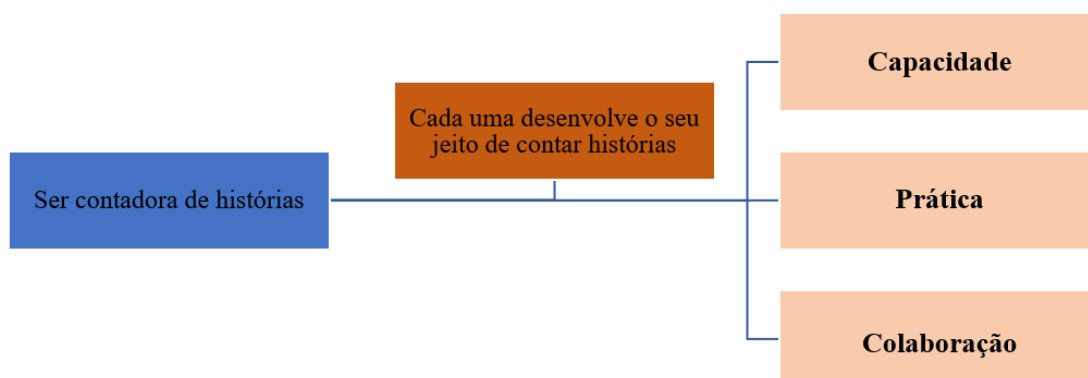 Ser contadora de histórias
Cada uma desenvolve o seu
jeito de contar histórias
Capacidade
Prática
Colaboração